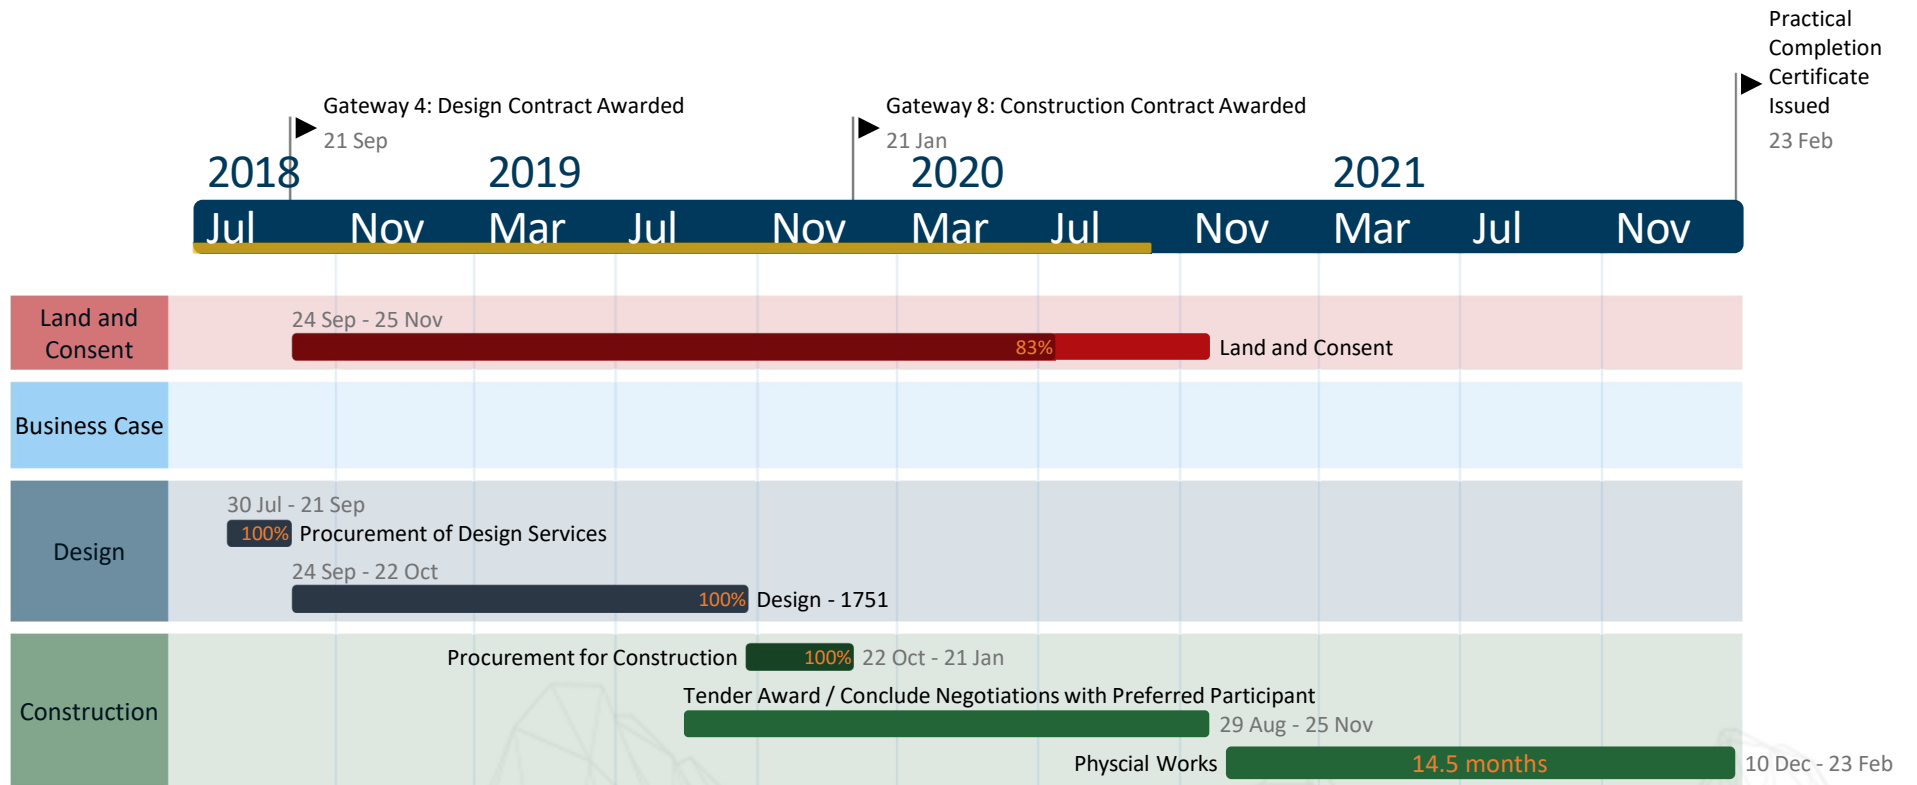 Practical
Completion
Certificate
Issued
23 Feb
Gateway 4: Design Contract Awarded
21 Sep
Gateway 8: Construction Contract Awarded
21 Jan
2018 2019 2020 2021
Jul Nov Mar Jul Nov Mar Jul Nov Mar Jul Nov
Land and
Consent
24 Sep - 25 Nov
83% Land and Consent
Business Case
Design
30 Jul - 21 Sep
100% Procurement of Design Services
24 Sep - 22 Oct
100% Design - 1751
Construction
Procurement for Construction 100% 22 Oct - 21 Jan
Tender Award / Conclude Negotiations with Preferred Participant
29 Aug - 25 Nov
Physcial Works 14.5 months 10 Dec - 23 Feb